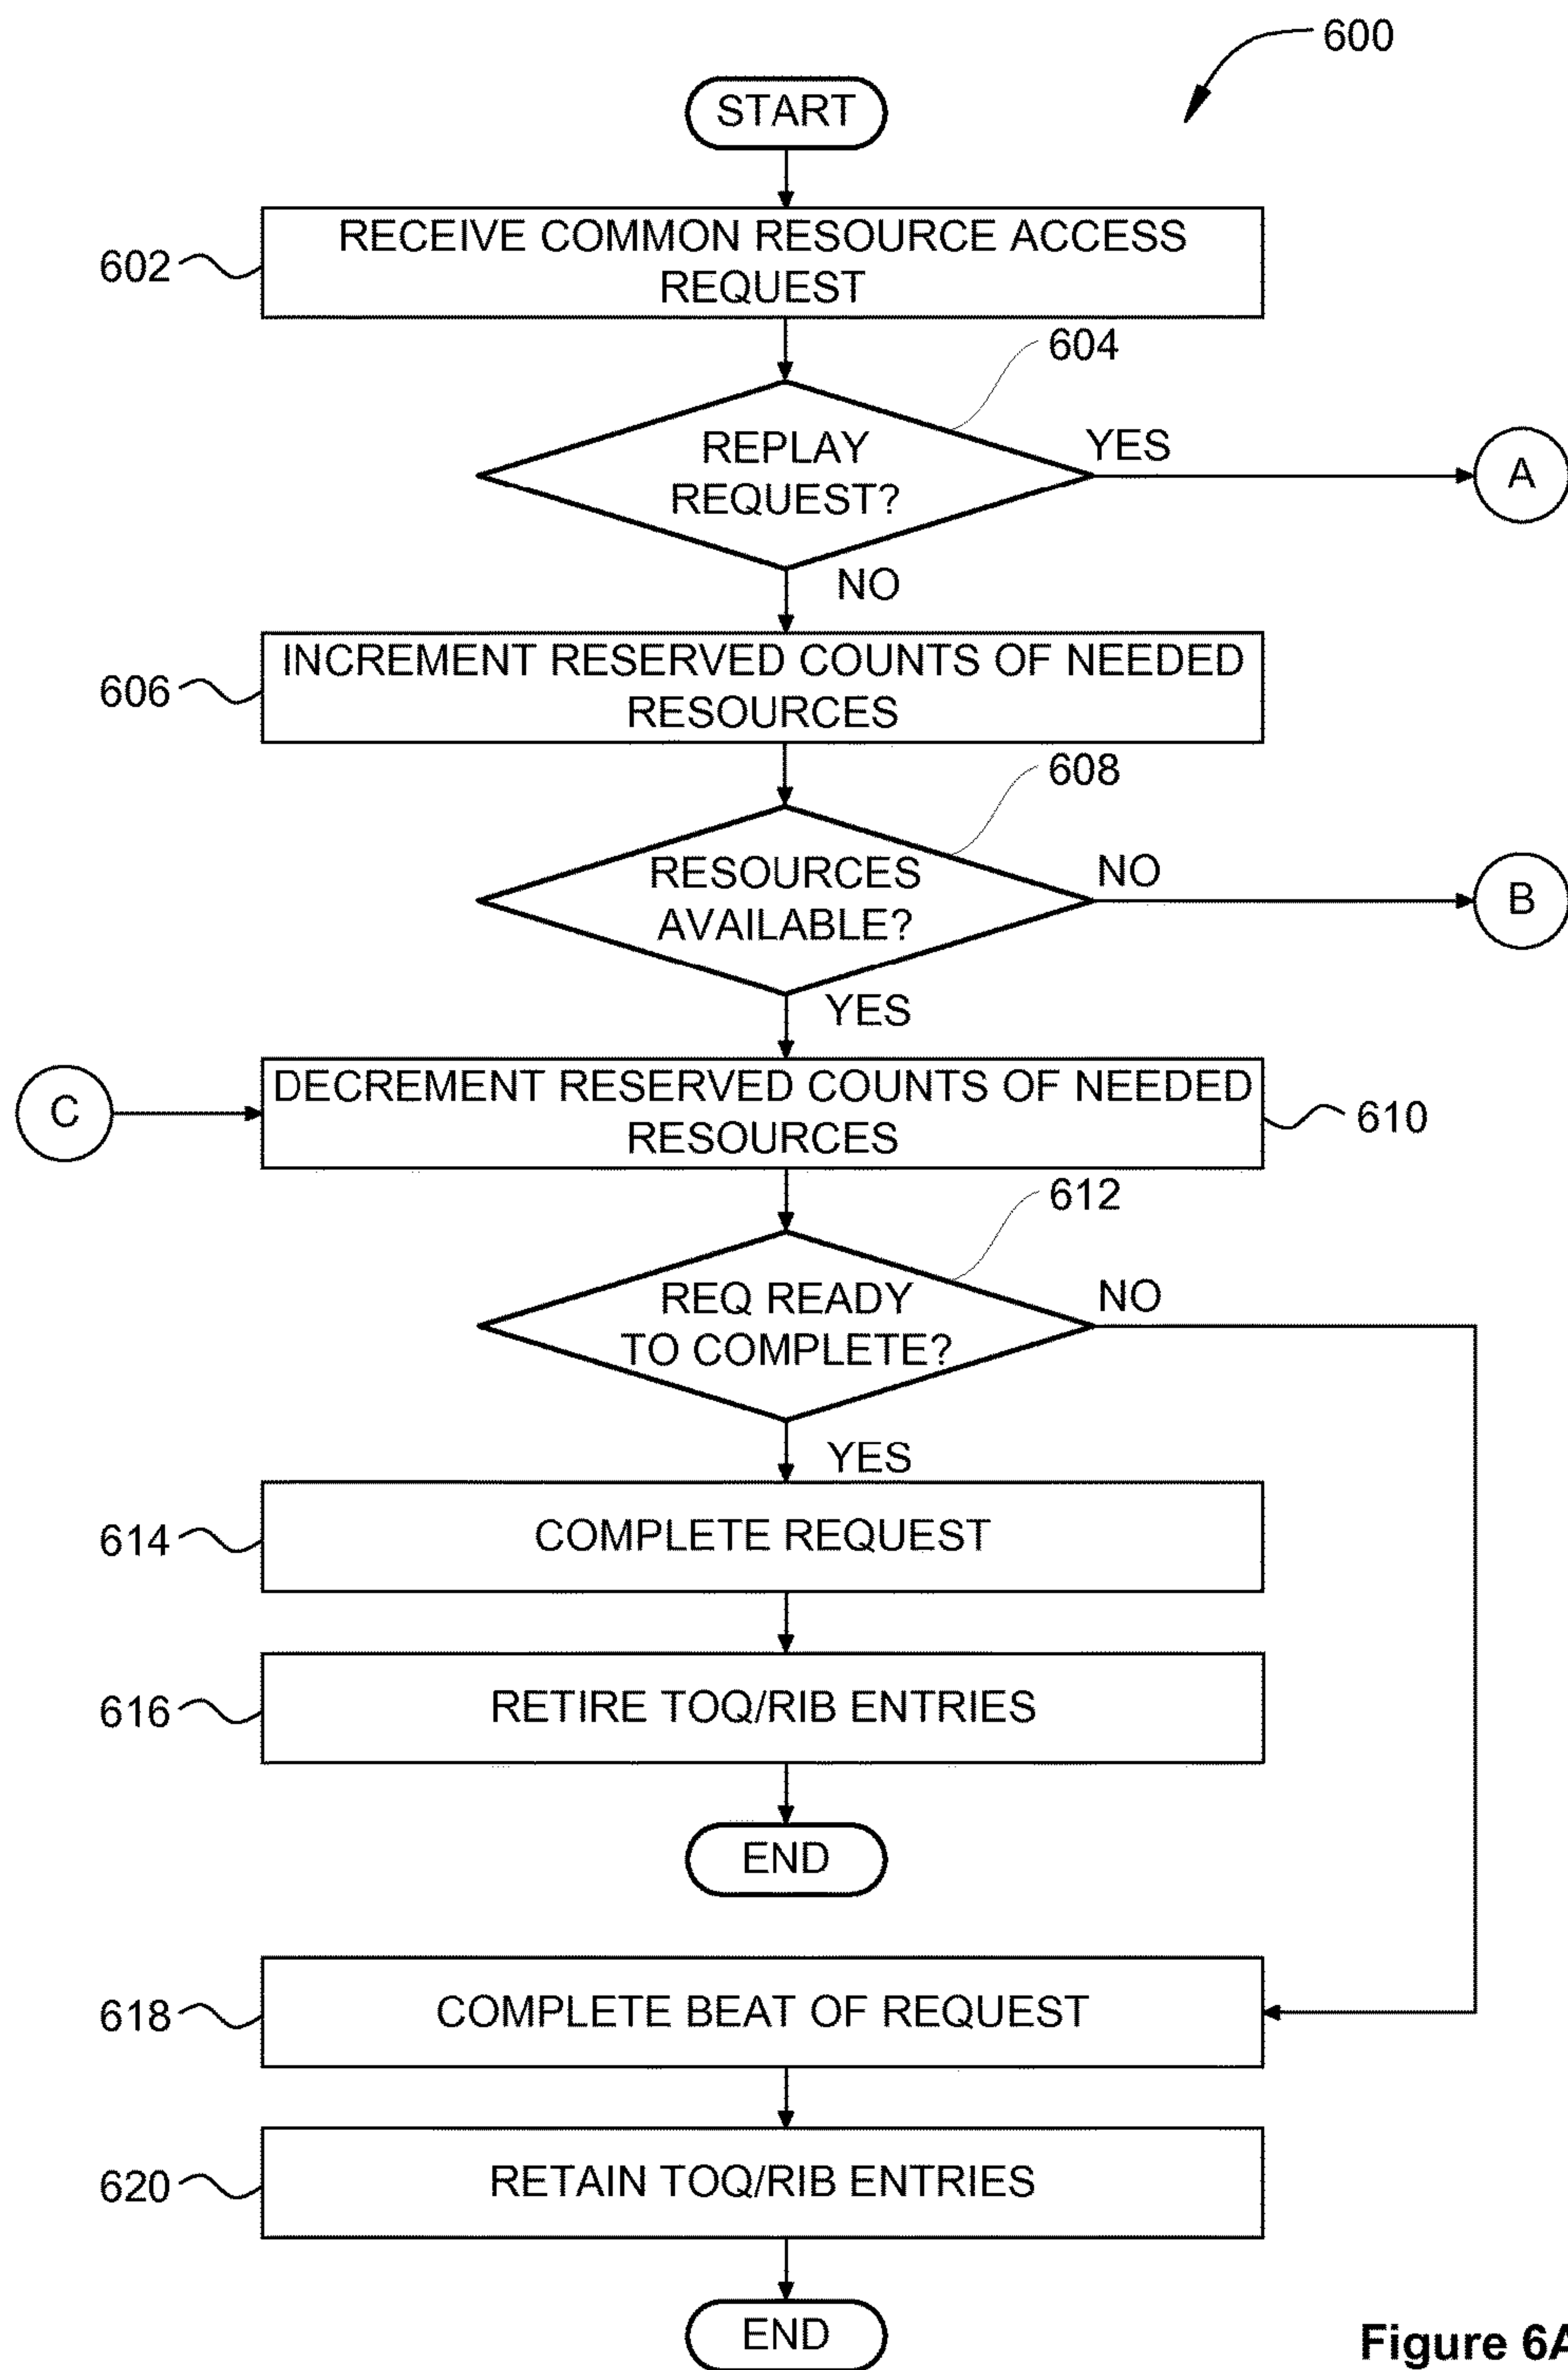 600
START
RECEIVE COMMON RESOURCE ACCESS
REQUEST
602
604
REPLAY
REQUEST?
YES
A
NO
INCREMENT RESERVED COUNTS OF NEEDED
RESOURCES
606
608
RESOURCES
AVAILABLE?
NO
B
YES
C
DECREMENT RESERVED COUNTS OF NEEDED
RESOURCES
610
612
REQ READY
TO COMPLETE?
NO
YES
614
COMPLETE REQUEST
616
RETIRE TOQ/RIB ENTRIES
END
618
COMPLETE BEAT OF REQUEST
620
RETAIN TOQ/RIB ENTRIES
END
Figure 6A